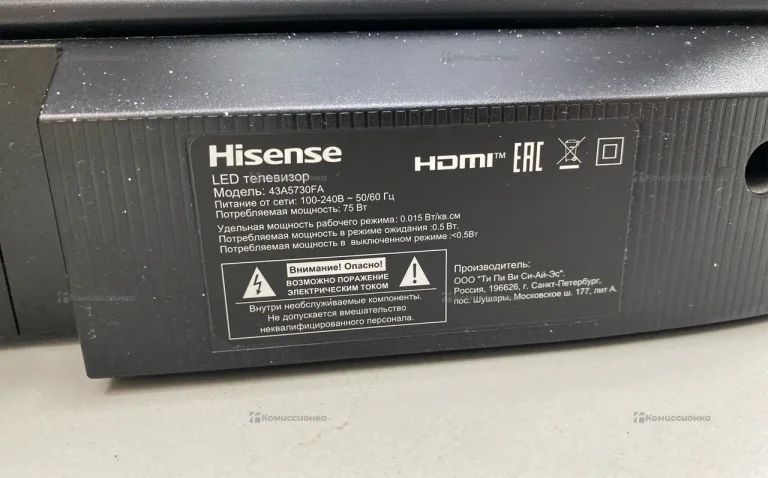 Hisense
HDMI™ EAC
LED телевизор
Модель: 43A5730FA
Питание от сети: 100-240В ~ 50/60 Гц
Потребляемая мощность: 75 Вт
Удельная мощность рабочего режима: 0.015 Вт/кв.см
Потребляемая мощность в режиме ожидания :0.5 Вт.
Потребляемая мощность в выключенном режиме :<0.5Вт
Внимание! Опасно!
ВОЗМОЖНО ПОРАЖЕНИЕ
ЭЛЕКТРИЧЕСКИМ ТОКОМ
Внутри необслуживаемые компоненты.
Не допускается вмешательство
неквалифицированного персонала.
Производитель:
ООО "Ти Пи Ви Си-Ай-Эс".
Россия, 196626, г. Санкт-Петербург,
пос. Шушары, Московское ш. 177, лит А.
Комиссионка
Комиссионка
Комиссионка
Комиссионка